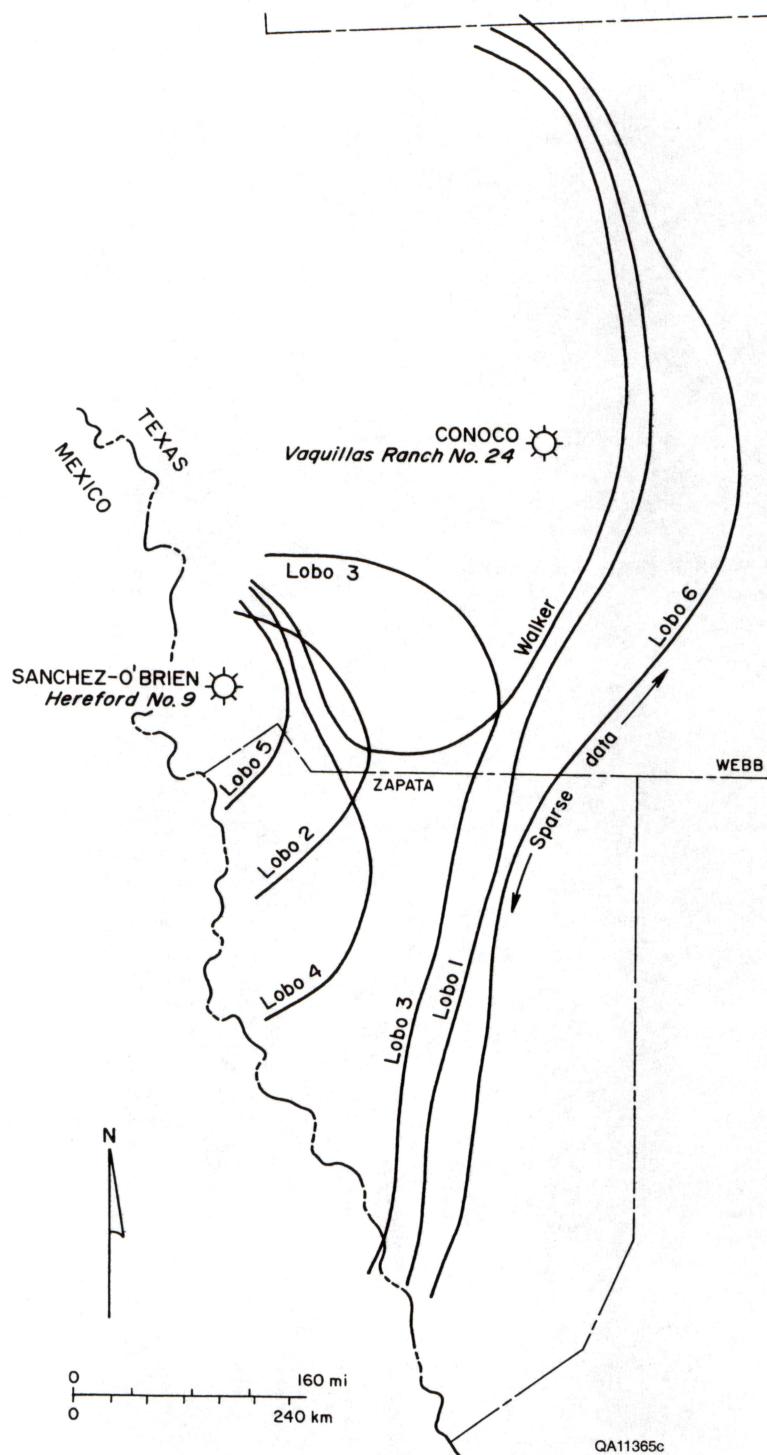 TEXAS
MEXICO
CONOCO
Vaquillas Ranch No. 24
Lobo 3
Walker
Lobo 6
SANCHEZ-O'BRIEN
Hereford No. 9
Lobo 5
ZAPATA
WEBB
Sparse data
Lobo 2
Lobo 4
Lobo 3
Lobo 1
N
0 160 mi
0 240 km
QA11365c